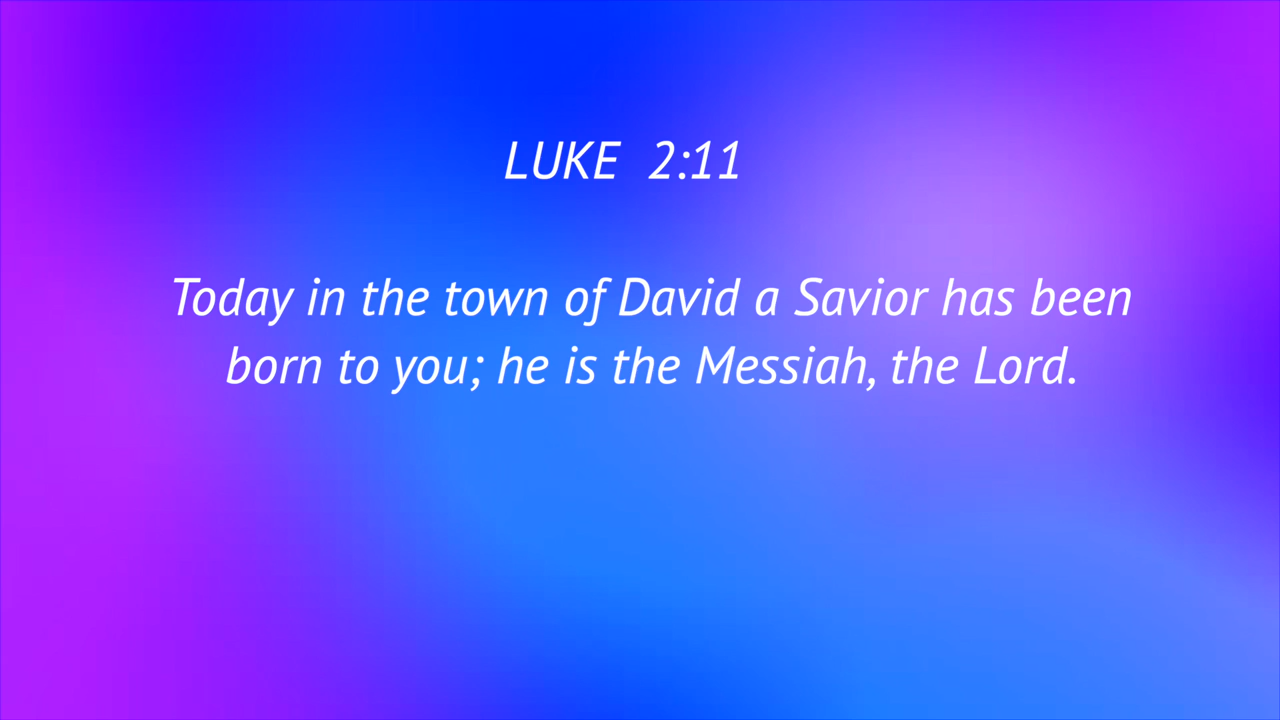 LUKE 2:11
Today in the town of David a Savior has been
born to you; he is the Messiah, the Lord.